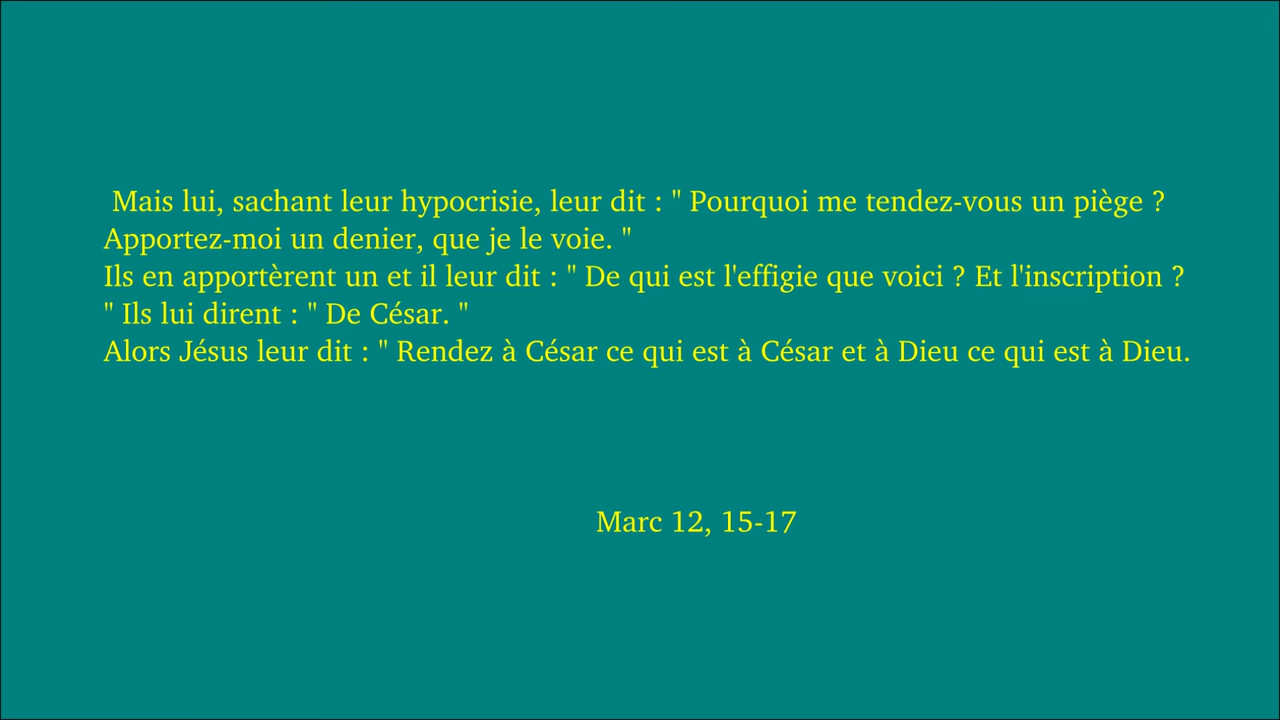 Mais lui, sachant leur hypocrisie, leur dit : " Pourquoi me tendez-vous un piège ?
Apportez-moi un denier, que je le voie. "
Ils en apportèrent un et il leur dit : " De qui est l'effigie que voici ? Et l'inscription ?
" Ils lui dirent : " De César. "
Alors Jésus leur dit : " Rendez à César ce qui est à César et à Dieu ce qui est à Dieu.
Marc 12, 15-17